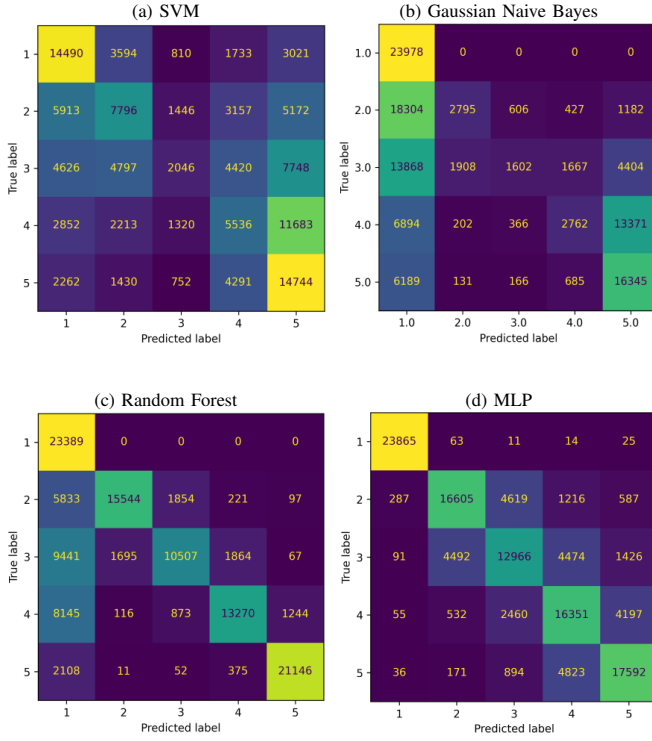 (a) SVM
1 14490 3594 810 1733 3021
2 5913 7796 1446 3157 5172
3 4626 4797 2046 4420 7748
4 2852 2213 1320 5536 11683
5 2262 1430 752 4291 14744
True label
1 2 3 4 5
Predicted label
(b) Gaussian Naive Bayes
1.0 23978 0 0 0 0
2.0 18304 2795 606 427 1182
3.0 13868 1908 1602 1667 4404
4.0 6894 202 366 2762 13371
5.0 6189 131 166 685 16345
True label
1.0 2.0 3.0 4.0 5.0
Predicted label
(c) Random Forest
1 23389 0 0 0 0
2 5833 15544 1854 221 97
3 9441 1695 10507 1864 67
4 8145 116 873 13270 1244
5 2108 11 52 375 21146
True label
1 2 3 4 5
Predicted label
(d) MLP
1 23865 63 11 14 25
2 287 16605 4619 1216 587
3 91 4492 12966 4474 1426
4 55 532 2460 16351 4197
5 36 171 894 4823 17592
True label
1 2 3 4 5
Predicted label